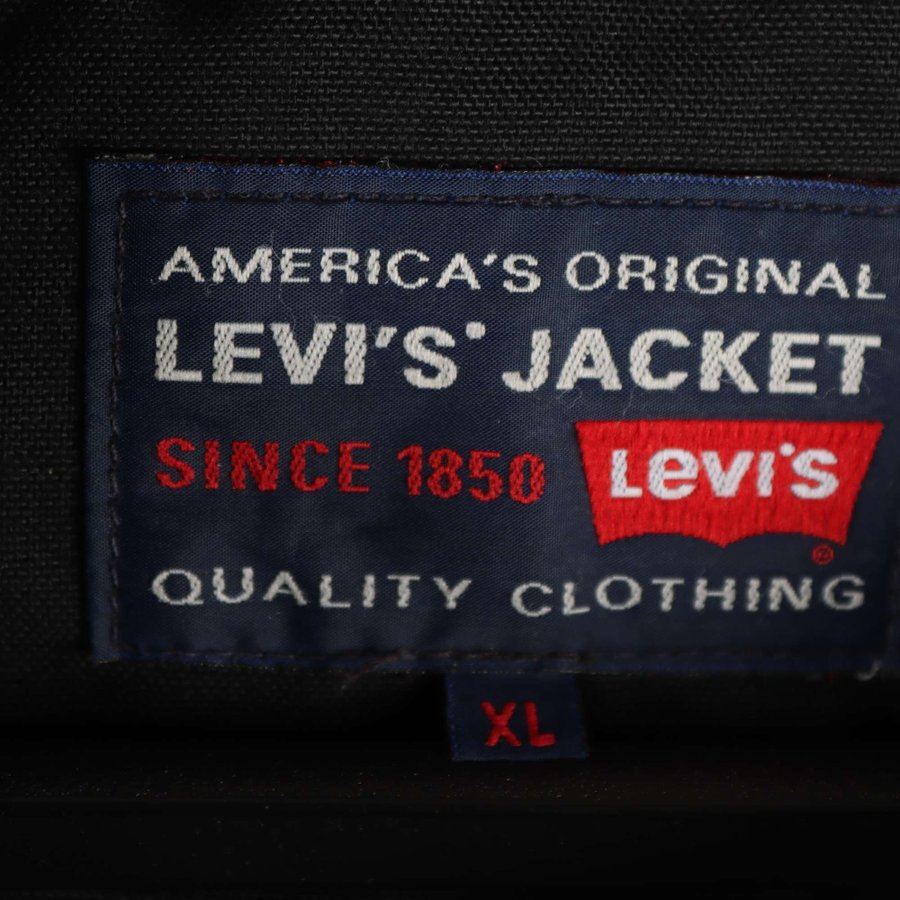 AMERICA'S ORIGINAL
LEVI'S® JACKET
SINCE 1850
Levi's
®
QUALITY CLOTHING
XL